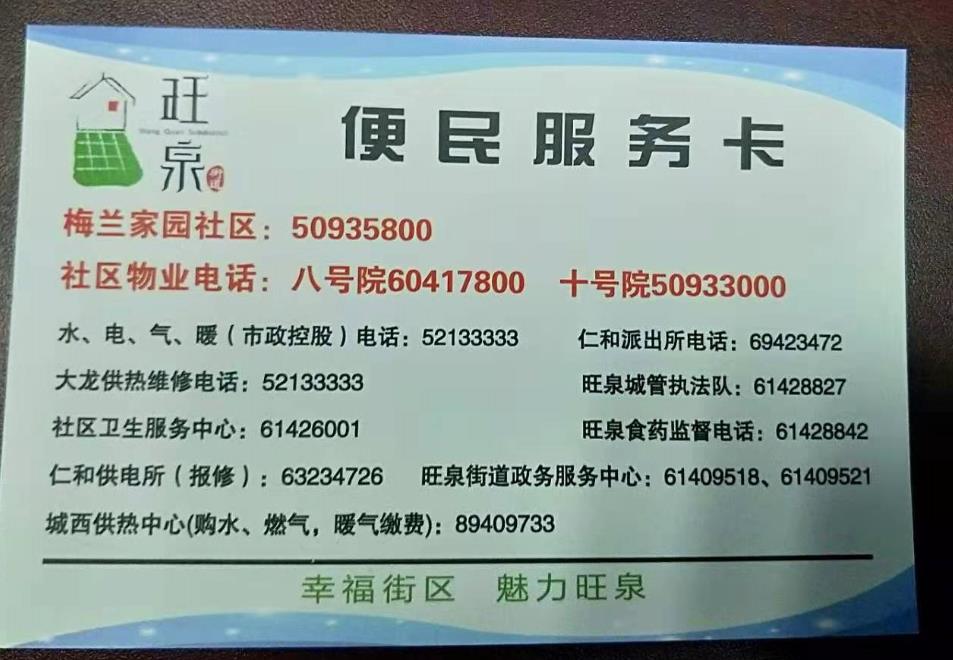 旺泉
Wang Quan Subdistrict
街道
便民服务卡
梅兰家园社区：50935800
社区物业电话：八号院60417800 十号院50933000
水、电、气、暖（市政控股）电话：52133333 仁和派出所电话：69423472
大龙供热维修电话：52133333 旺泉城管执法队：61428827
社区卫生服务中心：61426001 旺泉食药监督电话：61428842
仁和供电所（报修）：63234726 旺泉街道政务服务中心：61409518、61409521
城西供热中心(购水、燃气，暖气缴费)：89409733
幸福街区 魅力旺泉